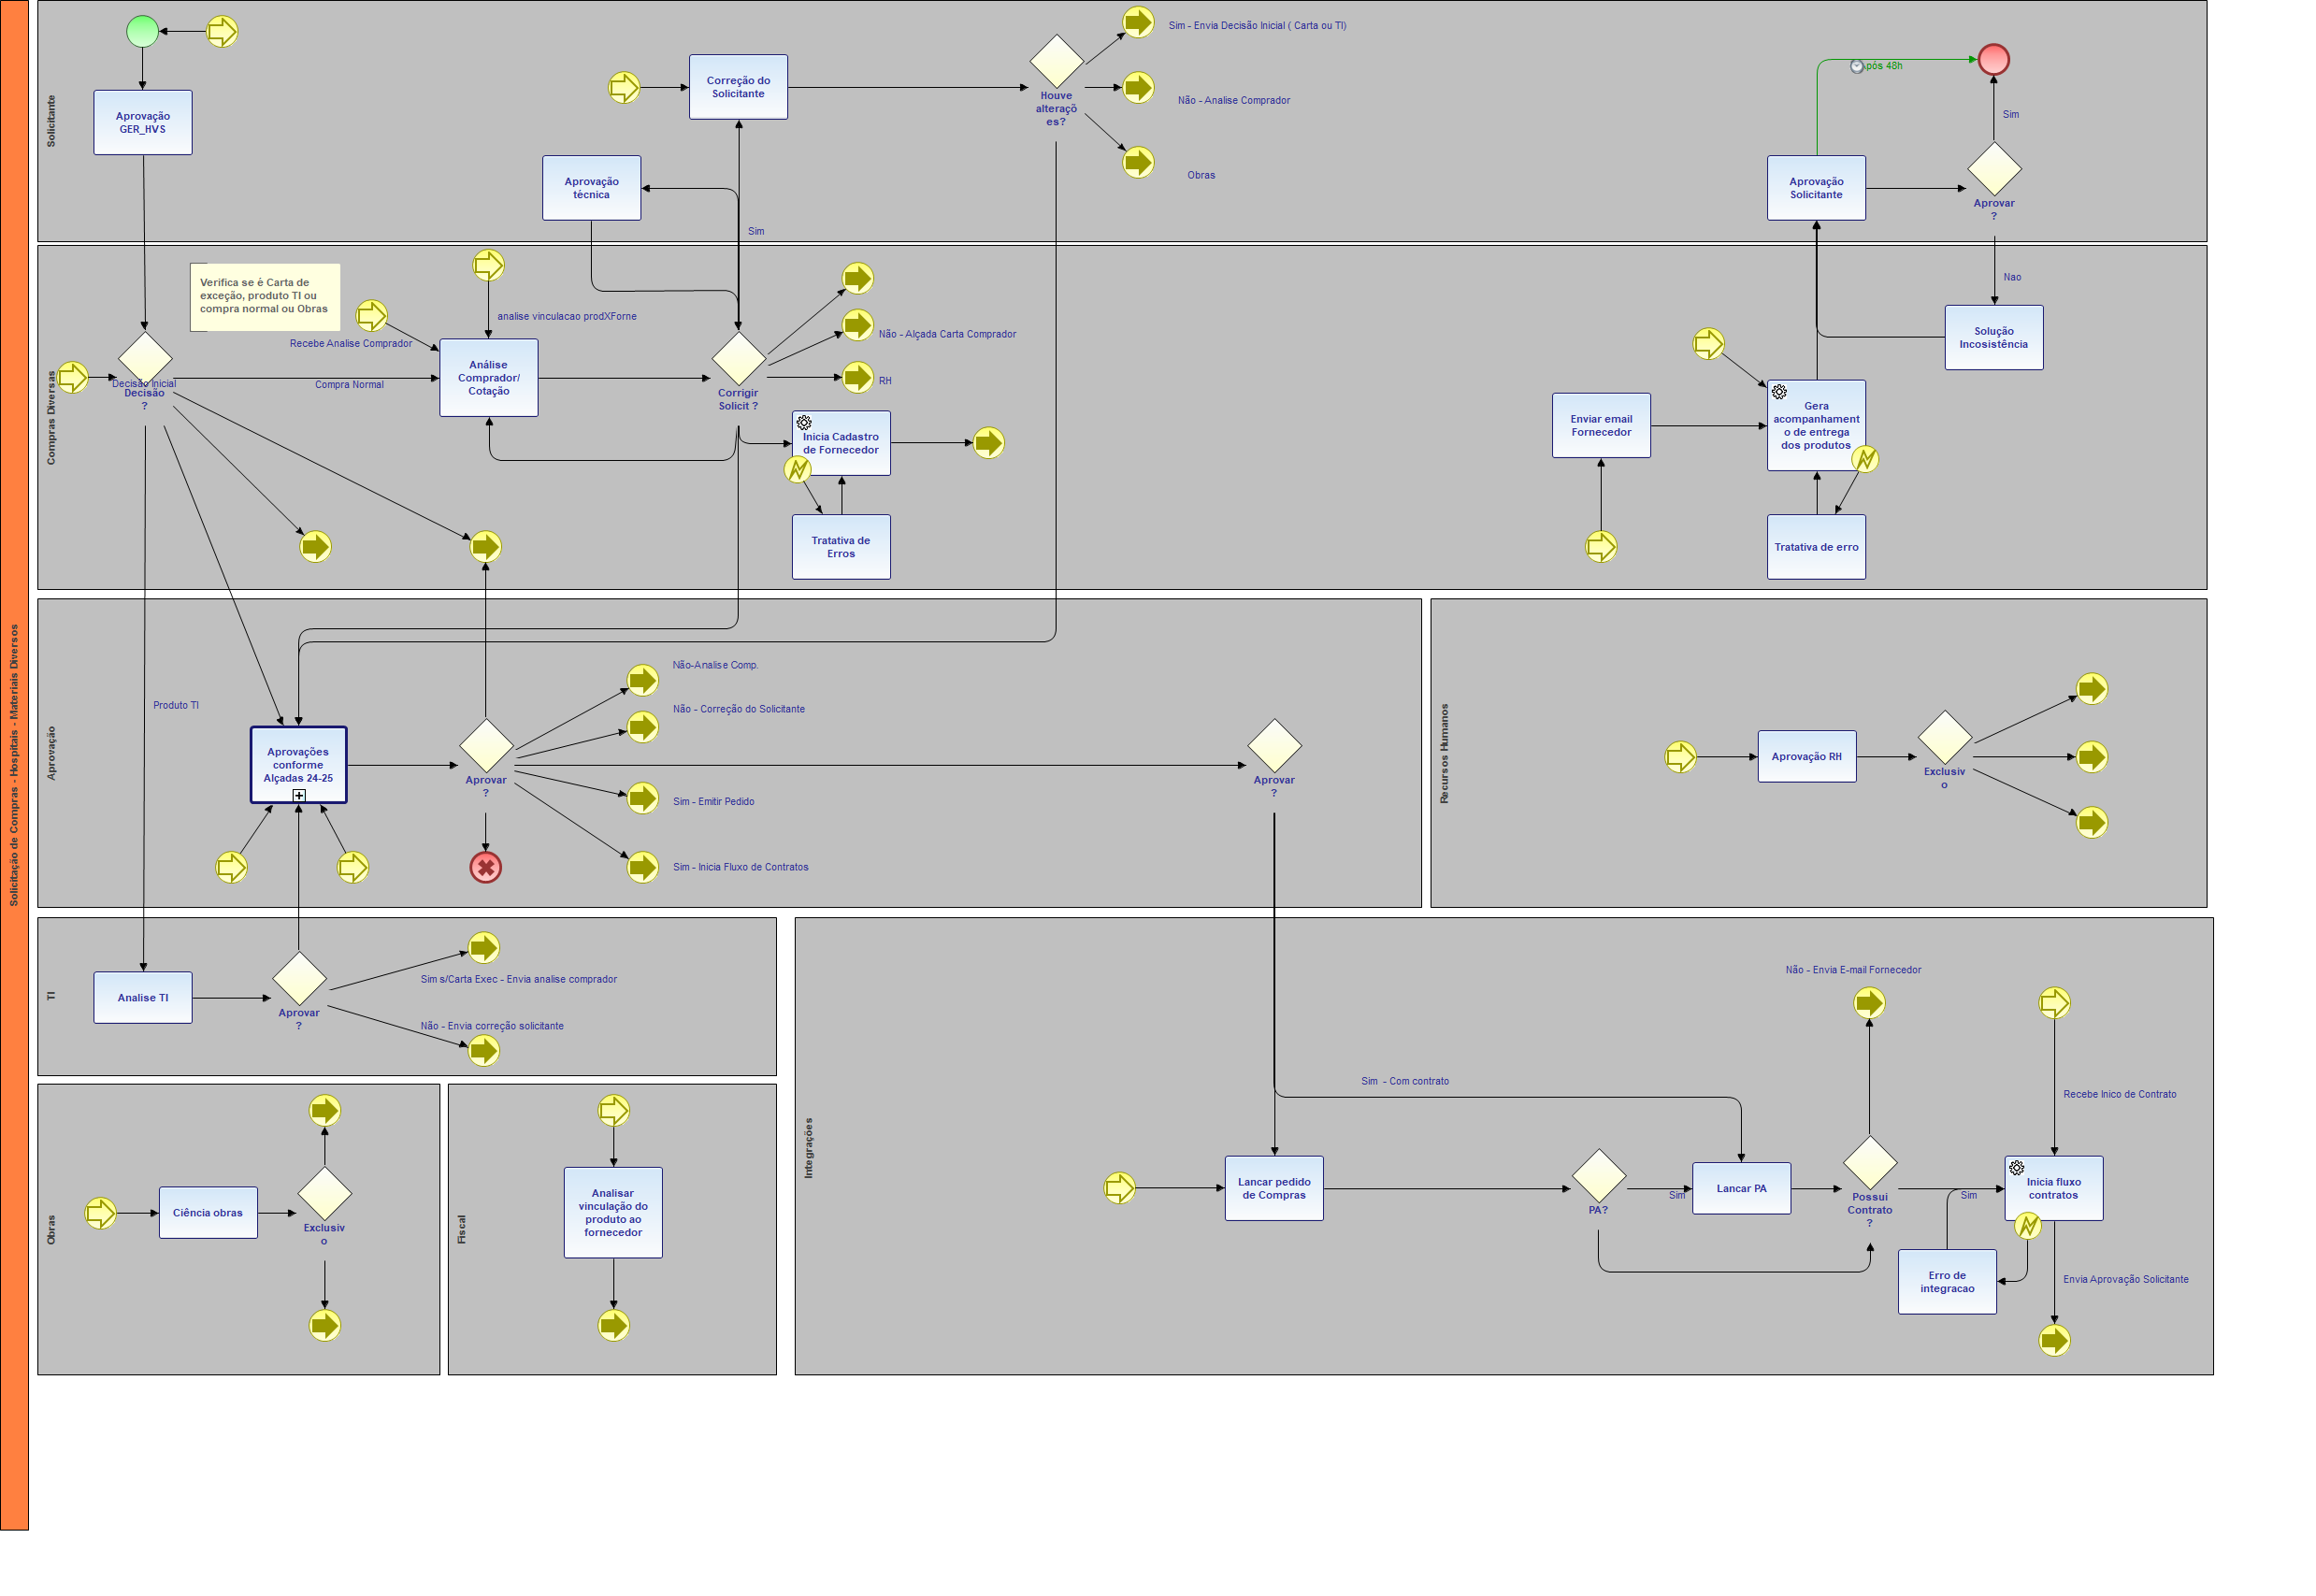 Solicitação de Compras - Hospitais - Materiais Diversos
Solicitante
Aprovação
GER_HVS
Correção do
Solicitante
Aprovação
técnica
Sim
Houve
alteraçõ
es?
Sim - Envia Decisão Inicial ( Carta ou TI)
Não - Analise Comprador
Obras
pós 48h
Aprovação
Solicitante
Sim
Aprovar
?
Compras Diversas
Verifica se é Carta de
exceção, produto TI ou
compra normal ou Obras
Decisão Inicial
Decisão
?
Recebe Analise Comprador
Compra Normal
analise vinculacao prodXForne
Análise
Comprador/
Cotação
Corrigir
Solicit ?
Não - Alçada Carta Comprador
RH
Inicia Cadastro
de Fornecedor
Tratativa de
Erros
Nao
Solução
Incosistência
Enviar email
Fornecedor
Gera
acompanhament
o de entrega
dos produtos
Tratativa de erro
Aprovação
Produto TI
Aprovações
conforme
Alçadas 24-25
Aprovar
?
Não-Analise Comp.
Não - Correção do Solicitante
Sim - Emitir Pedido
Sim - Inicia Fluxo de Contratos
Aprovar
?
Recursos Humanos
Aprovação RH
Exclusiv
o
TI
Analise TI
Aprovar
?
Sim s/Carta Exec - Envia analise comprador
Não - Envia correção solicitante
Obras
Ciência obras
Exclusiv
o
Fiscal
Analisar
vinculação do
produto ao
fornecedor
Integrações
Sim - Com contrato
Lancar pedido
de Compras
PA?
Sim
Lancar PA
Não - Envia E-mail Fornecedor
Possui
Contrato
?
Sim
Recebe Inico de Contrato
Inicia fluxo
contratos
Erro de
integracao
Envia Aprovação Solicitante